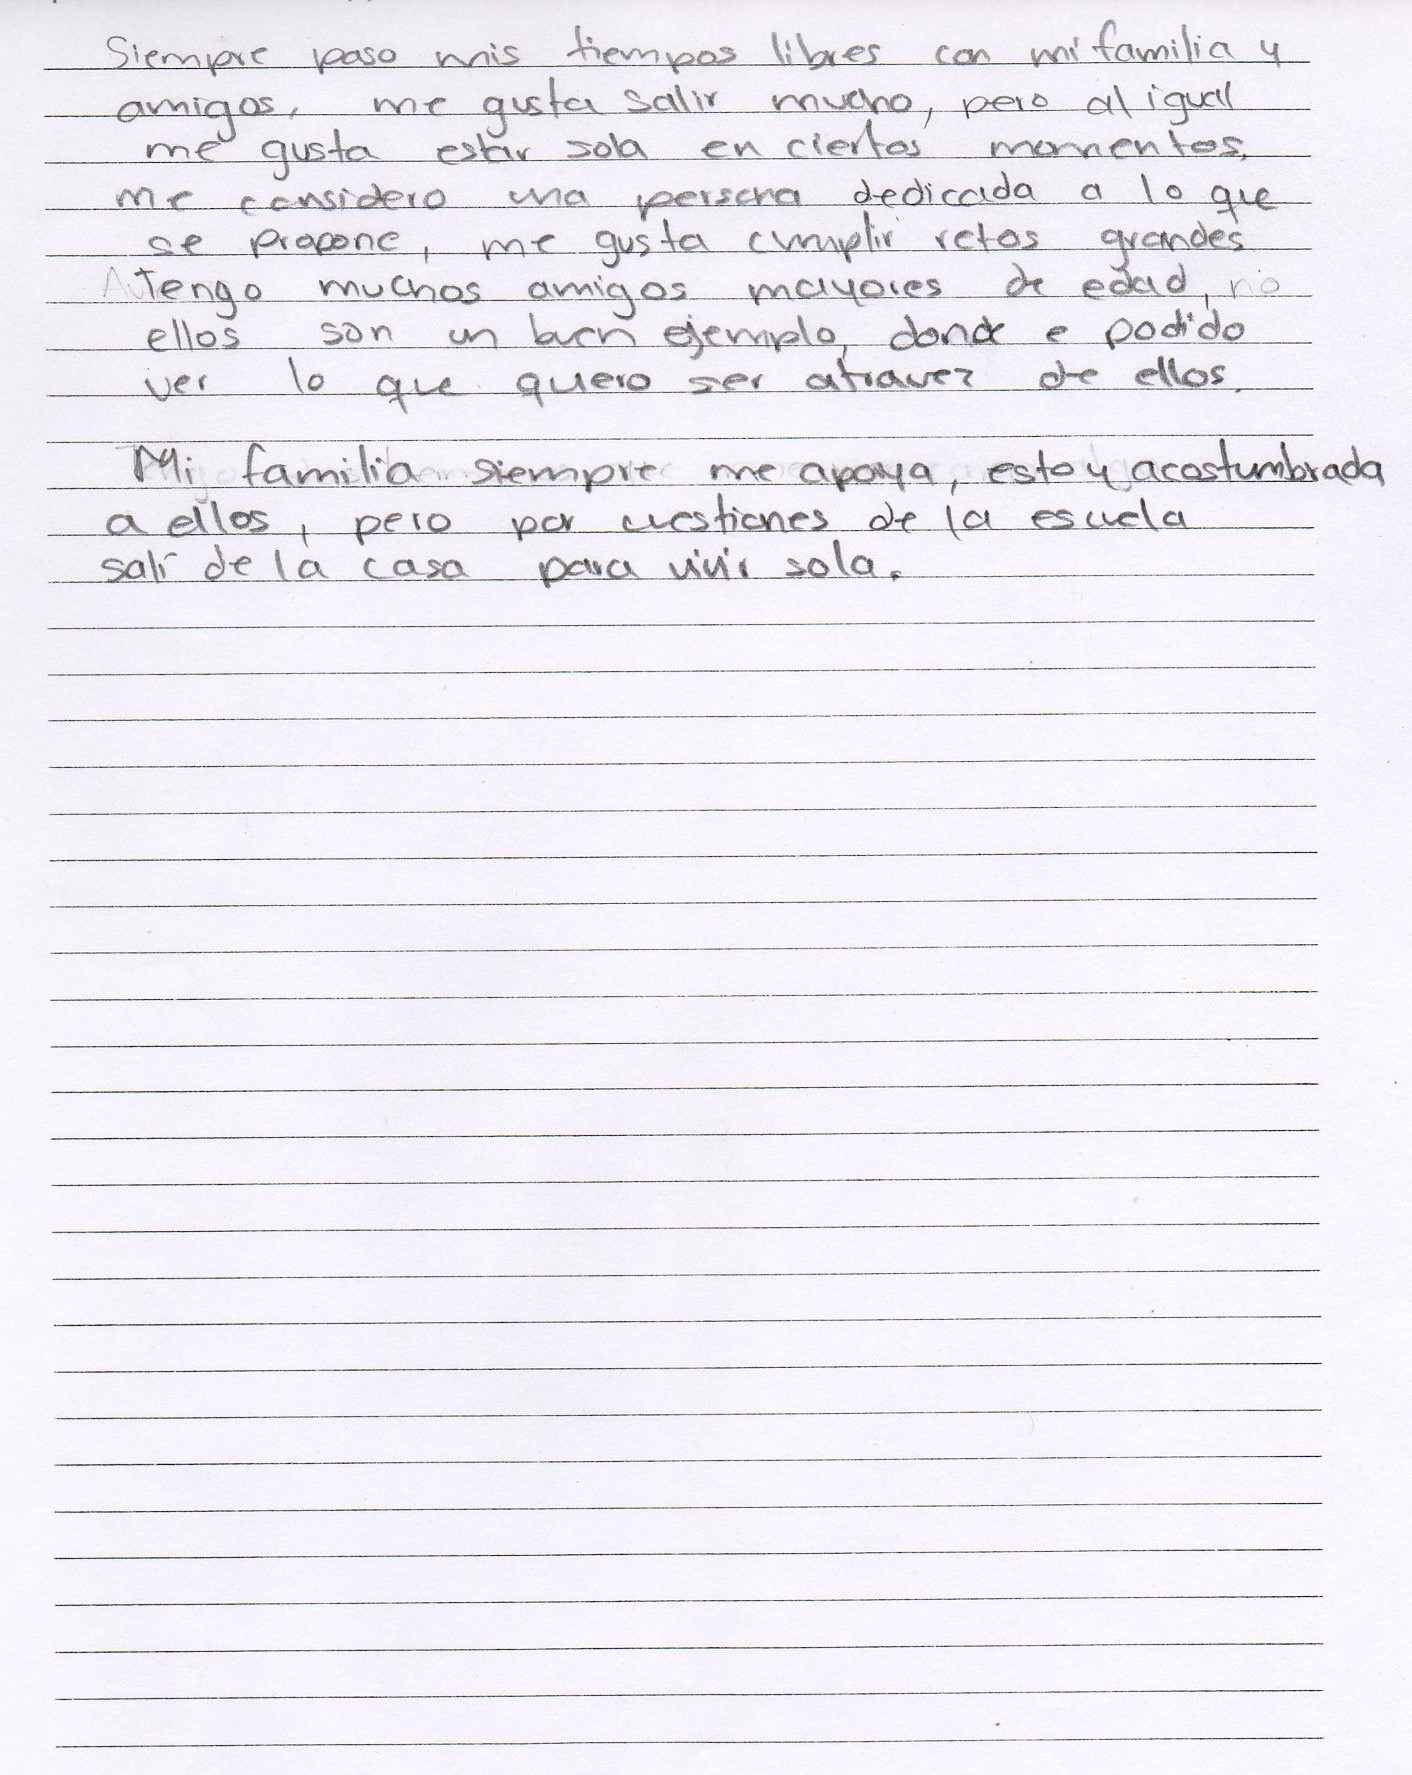 Siempre paso mis tiempos libres con mi familia y
amigos, me gusta salir mucho, pero al igual
me gusta estar sola en ciertos momentos.
me considero una persona dedicada a lo que
se propone, me gusta cumplir retos grandes
Tengo muchos amigos mayores de edad, no
ellos son un buen ejemplo, donde e podido
ver lo que quero ser atravez de ellos.
Mi familia siempre me apoya, estoy acostumbrada
a ellos, pero por cuestiones de la escuela
salí de la casa para vivir sola.